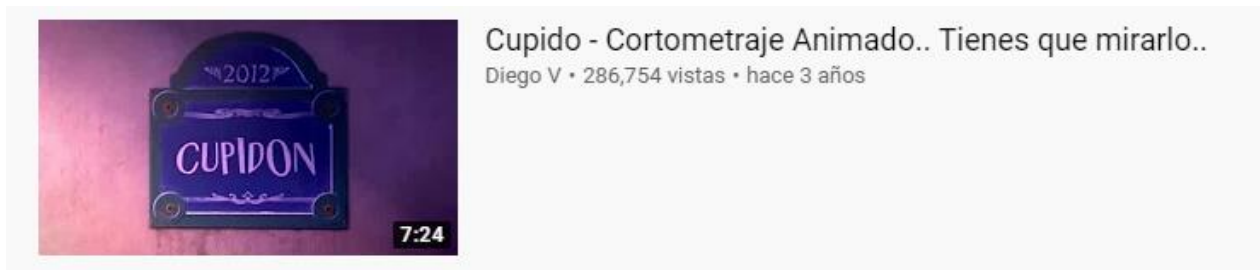 2012
CUPIDON
7:24
Cupido - Cortometraje Animado.. Tienes que mirarlo..
Diego V • 286,754 vistas • hace 3 años